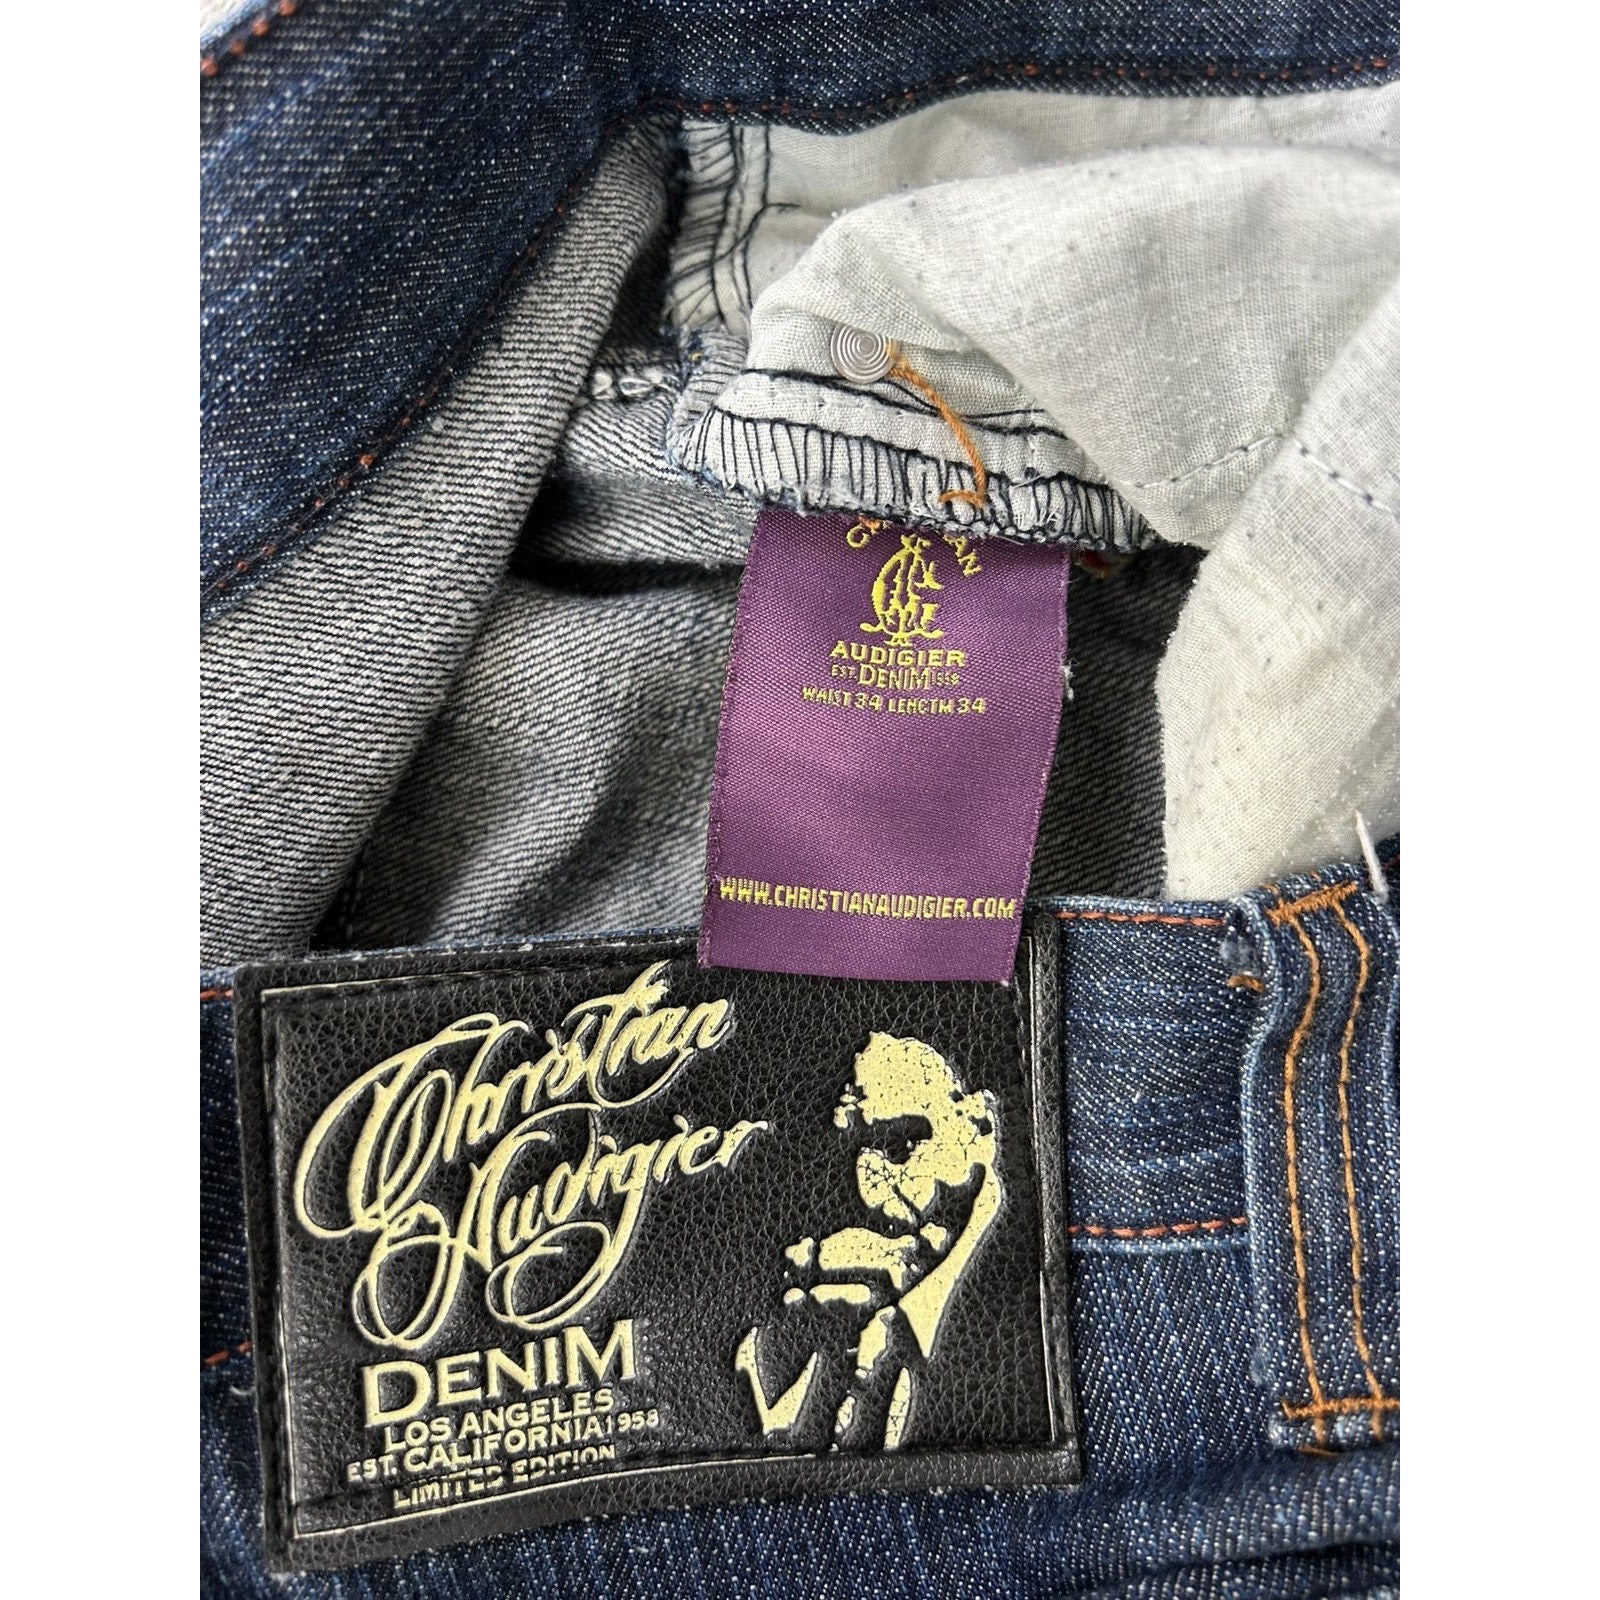 AUDIGIER
EST. DENIM 1958
WAIST 34 LENGTH 34
WWW.CHRISTIANAUDIGIER.COM
Christian
Audigier
DENIM
LOS ANGELES
EST. CALIFORNIA 1958
LIMITED EDITION